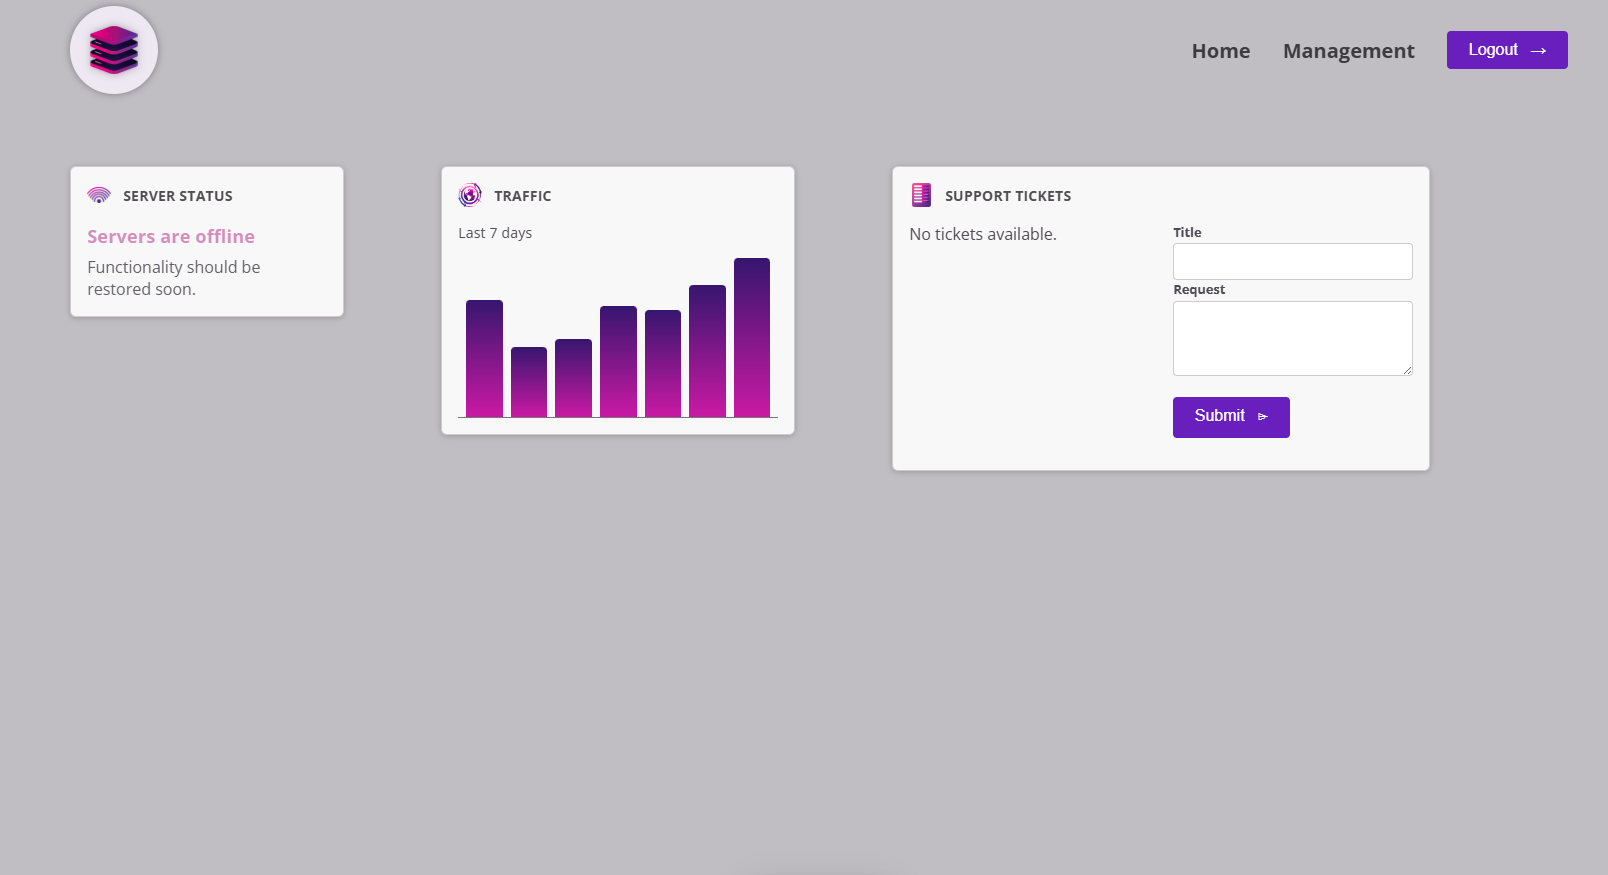 Home
Management
Logout →
SERVER STATUS
Servers are offline
Functionality should be
restored soon.
TRAFFIC
Last 7 days
SUPPORT TICKETS
No tickets available.
Title
Request
Submit